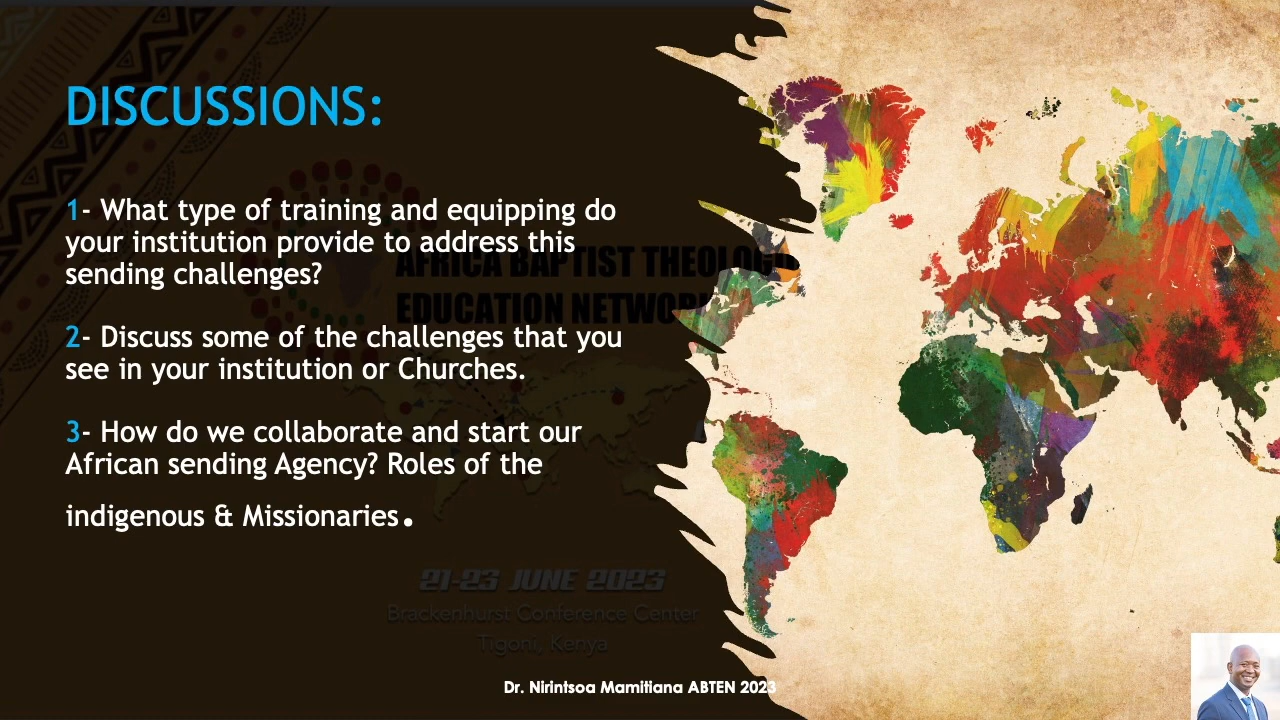 DISCUSSIONS:
1- What type of training and equipping do
your institution provide to address this
sending challenges?
AFRICA BAPTIST THEOLOG
EDUCATION NETWOR
2- Discuss some of the challenges that you
see in your institution or Churches.
3- How do we collaborate and start our
African sending Agency? Roles of the
indigenous & Missionaries.
21-23 JUNE 2023
Brackenhurst Conference Center
Tigoni, Kenya
Dr. Nirintsoa Mamitiana ABTEN 2023